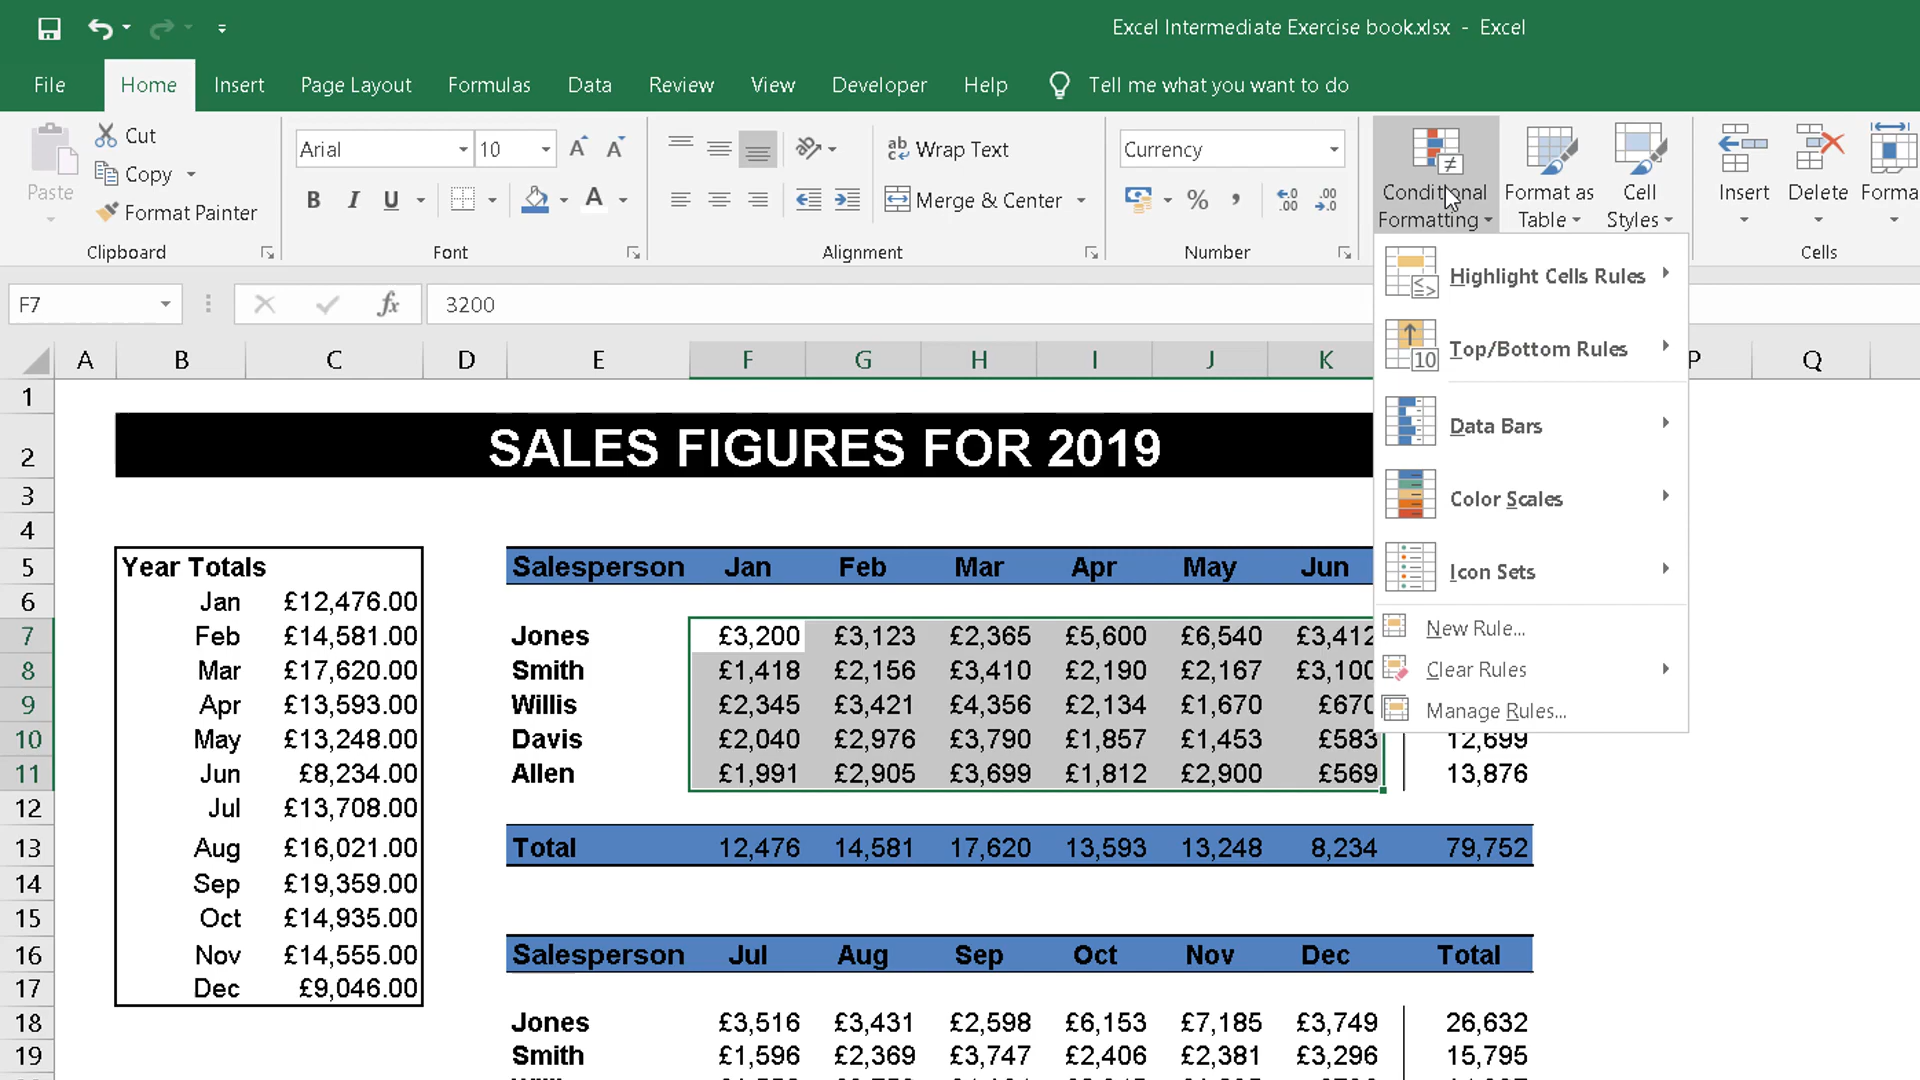 Excel Intermediate Exercise book.xlsx - Excel
File Home Insert Page Layout Formulas Data Review View Developer Help Tell me what you want to do
Cut
Copy
Format Painter
Paste
Clipboard
Arial 10
B I U A
Font
Wrap Text
Merge & Center
Alignment
Currency
%
Number
Conditional Formatting
Format as Table
Cell Styles
Insert Delete Forma
Cells
Highlight Cells Rules
Top/Bottom Rules
Data Bars
Color Scales
Icon Sets
New Rule...
Clear Rules
Manage Rules...
F7 fx 3200
A B C D E F G H I J K P Q
1
2 SALES FIGURES FOR 2019
3
4
5 Year Totals Salesperson Jan Feb Mar Apr May Jun
6 Jan £12,476.00
7 Feb £14,581.00 Jones £3,200 £3,123 £2,365 £5,600 £6,540 £3,412
8 Mar £17,620.00 Smith £1,418 £2,156 £3,410 £2,190 £2,167 £3,100
9 Apr £13,593.00 Willis £2,345 £3,421 £4,356 £2,134 £1,670 £670
10 May £13,248.00 Davis £2,040 £2,976 £3,790 £1,857 £1,453 £583 12,699
11 Jun £8,234.00 Allen £1,991 £2,905 £3,699 £1,812 £2,900 £569 13,876
12 Jul £13,708.00
13 Aug £16,021.00 Total 12,476 14,581 17,620 13,593 13,248 8,234 79,752
14 Sep £19,359.00
15 Oct £14,935.00
16 Nov £14,555.00 Salesperson Jul Aug Sep Oct Nov Dec Total
17 Dec £9,046.00
18 Jones £3,516 £3,431 £2,598 £6,153 £7,185 £3,749 26,632
19 Smith £1,596 £2,369 £3,747 £2,406 £2,381 £3,296 15,795